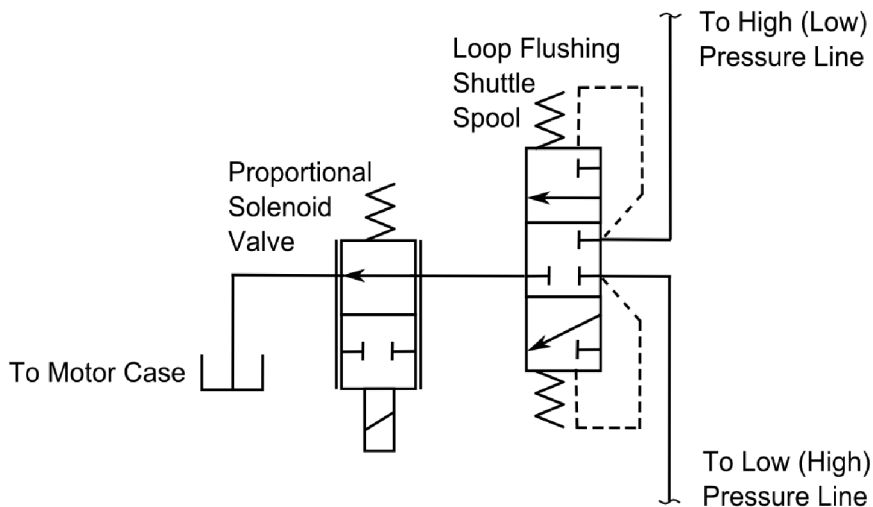 To High (Low)
Pressure Line
Loop Flushing
Shuttle
Spool
Proportional
Solenoid
Valve
To Motor Case
To Low (High)
Pressure Line